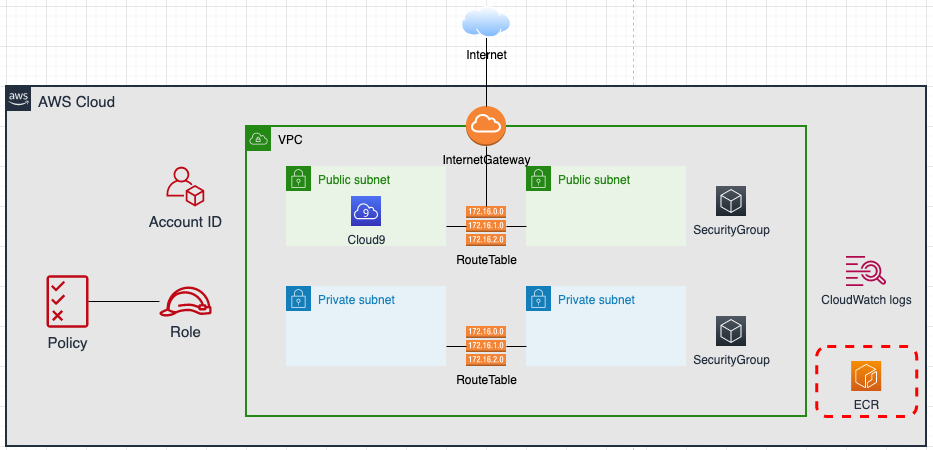 Internet
aws
AWS Cloud
VPC
InternetGateway
Public subnet
Public subnet
Account ID
9
Cloud9
172.16.0.0
172.16.1.0
172.16.2.0
RouteTable
SecurityGroup
CloudWatch logs
Policy
Role
Private subnet
Private subnet
172.16.0.0
172.16.1.0
172.16.2.0
RouteTable
SecurityGroup
ECR